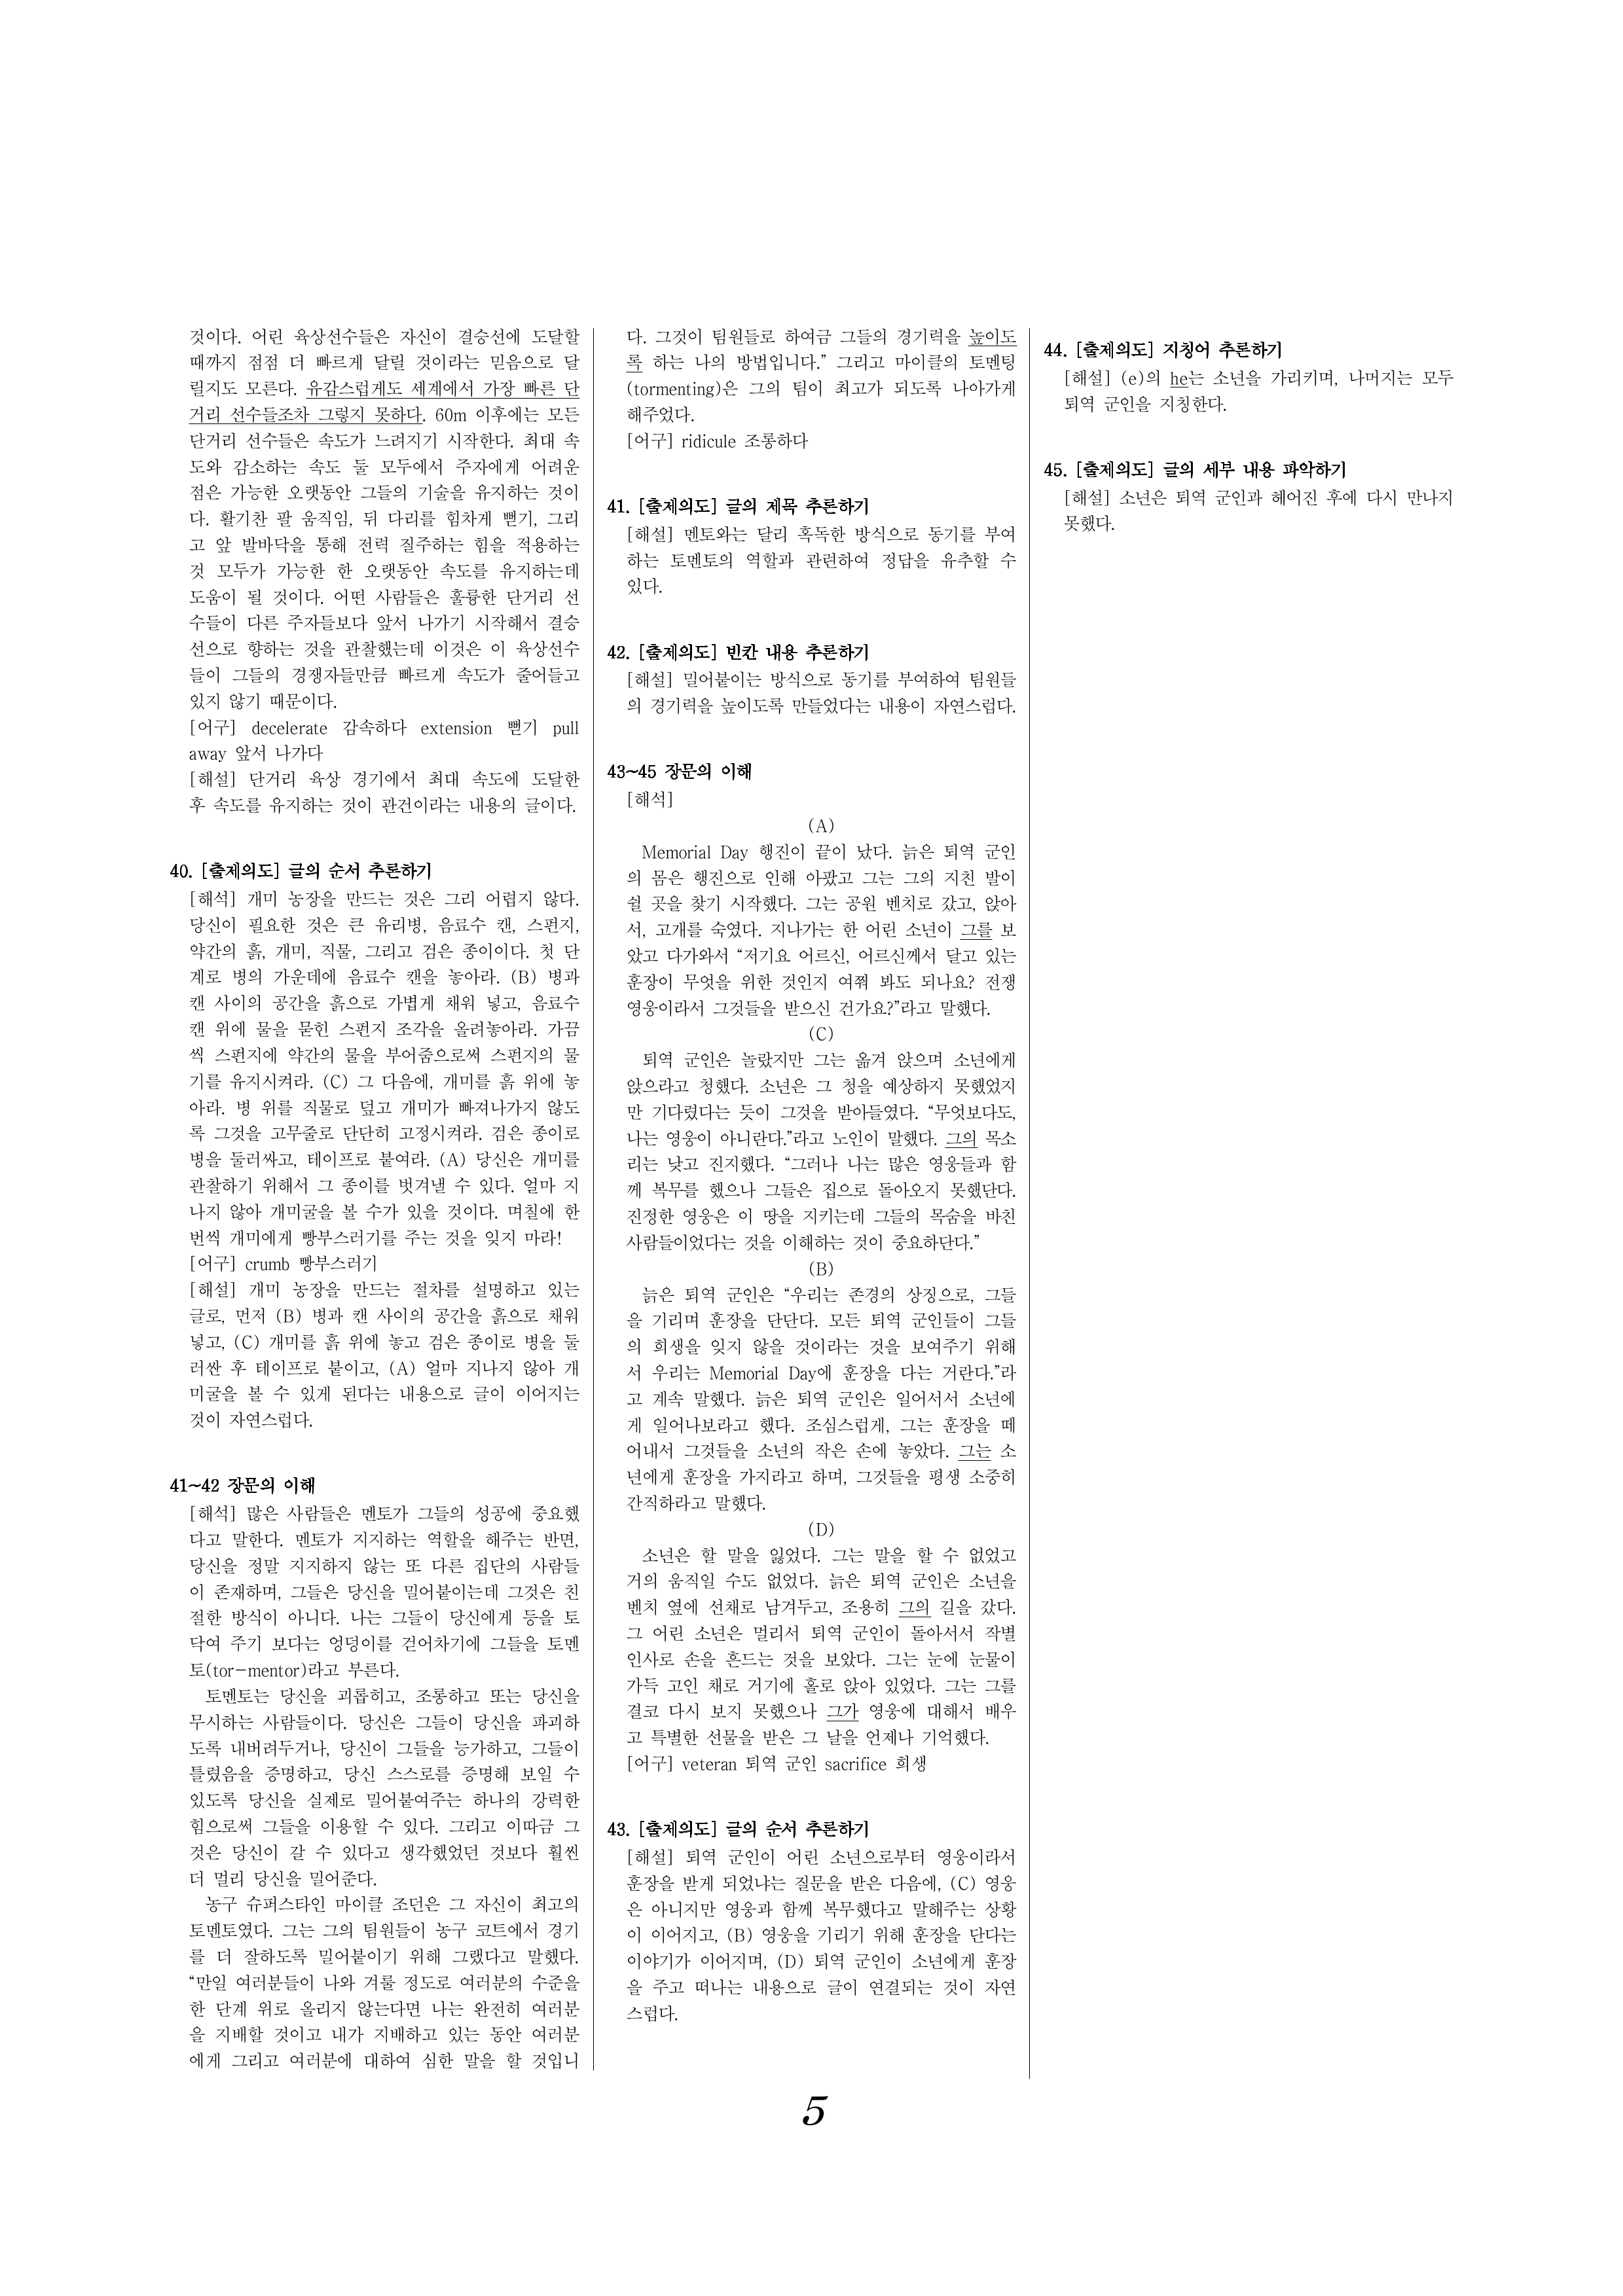 것이다. 어린 육상선수들은 자신이 결승선에 도달할
때까지 점점 더 빠르게 달릴 것이라는 믿음으로 달
릴지도 모른다. 유감스럽게도 세계에서 가장 빠른 단
거리 선수들조차 그렇지 못하다. 60m 이후에는 모든
단거리 선수들은 속도가 느려지기 시작한다. 최대 속
도와 감소하는 속도 둘 모두에서 주자에게 어려운
점은 가능한 오랫동안 그들의 기술을 유지하는 것이
다. 활기찬 팔 움직임, 뒤 다리를 힘차게 뻗기, 그리
고 앞 발바닥을 통해 전력 질주하는 힘을 적용하는
것 모두가 가능한 한 오랫동안 속도를 유지하는데
도움이 될 것이다. 어떤 사람들은 훌륭한 단거리 선
수들이 다른 주자들보다 앞서 나가기 시작해서 결승
선으로 향하는 것을 관찰했는데 이것은 이 육상선수
들이 그들의 경쟁자들만큼 빠르게 속도가 줄어들고
있지 않기 때문이다.
[어구] decelerate 감속하다 extension 뻗기 pull
away 앞서 나가다
[해설] 단거리 육상 경기에서 최대 속도에 도달한
후 속도를 유지하는 것이 관건이라는 내용의 글이다.
40. [출제의도] 글의 순서 추론하기
[해석] 개미 농장을 만드는 것은 그리 어렵지 않다.
당신이 필요한 것은 큰 유리병, 음료수 캔, 스펀지,
약간의 흙, 개미, 직물, 그리고 검은 종이이다. 첫 단
계로 병의 가운데에 음료수 캔을 놓아라. (B) 병과
캔 사이의 공간을 흙으로 가볍게 채워 넣고, 음료수
캔 위에 물을 묻힌 스펀지 조각을 올려놓아라. 가끔
씩 스펀지에 약간의 물을 부어줌으로써 스펀지의 물
기를 유지시켜라. (C) 그 다음에, 개미를 흙 위에 놓
아라. 병 위를 직물로 덮고 개미가 빠져나가지 않도
록 그것을 고무줄로 단단히 고정시켜라. 검은 종이로
병을 둘러싸고, 테이프로 붙여라. (A) 당신은 개미를
관찰하기 위해서 그 종이를 벗겨낼 수 있다. 얼마 지
나지 않아 개미굴을 볼 수가 있을 것이다. 며칠에 한
번씩 개미에게 빵부스러기를 주는 것을 잊지 마라!
[어구] crumb 빵부스러기
[해설] 개미 농장을 만드는 절차를 설명하고 있는
글로, 먼저 (B) 병과 캔 사이의 공간을 흙으로 채워
넣고, (C) 개미를 흙 위에 놓고 검은 종이로 병을 둘
러싼 후 테이프로 붙이고, (A) 얼마 지나지 않아 개
미굴을 볼 수 있게 된다는 내용으로 글이 이어지는
것이 자연스럽다.
41~42 장문의 이해
[해석] 많은 사람들은 멘토가 그들의 성공에 중요했
다고 말한다. 멘토가 지지하는 역할을 해주는 반면,
당신을 정말 지지하지 않는 또 다른 집단의 사람들
이 존재하며, 그들은 당신을 밀어붙이는데 그것은 친
절한 방식이 아니다. 나는 그들이 당신에게 등을 토
닥여 주기 보다는 엉덩이를 걷어차기에 그들을 토멘
토(tor-mentor)라고 부른다.
토멘토는 당신을 괴롭히고, 조롱하고 또는 당신을
무시하는 사람들이다. 당신은 그들이 당신을 파괴하
도록 내버려두거나, 당신이 그들을 능가하고, 그들이
틀렸음을 증명하고, 당신 스스로를 증명해 보일 수
있도록 당신을 실제로 밀어붙여주는 하나의 강력한
힘으로써 그들을 이용할 수 있다. 그리고 이따금 그
것은 당신이 갈 수 있다고 생각했었던 것보다 훨씬
더 멀리 당신을 밀어준다.
농구 슈퍼스타인 마이클 조던은 그 자신이 최고의
토멘토였다. 그는 그의 팀원들이 농구 코트에서 경기
를 더 잘하도록 밀어붙이기 위해 그랬다고 말했다.
“만일 여러분들이 나와 겨룰 정도로 여러분의 수준을
한 단계 위로 올리지 않는다면 나는 완전히 여러분
을 지배할 것이고 내가 지배하고 있는 동안 여러분
에게 그리고 여러분에 대하여 심한 말을 할 것입니
다. 그것이 팀원들로 하여금 그들의 경기력을 높이도
록 하는 나의 방법입니다.” 그리고 마이클의 토멘팅
(tormenting)은 그의 팀이 최고가 되도록 나아가게
해주었다.
[어구] ridicule 조롱하다
41. [출제의도] 글의 제목 추론하기
[해설] 멘토와는 달리 혹독한 방식으로 동기를 부여
하는 토멘토의 역할과 관련하여 정답을 유추할 수
있다.
42. [출제의도] 빈칸 내용 추론하기
[해설] 밀어붙이는 방식으로 동기를 부여하여 팀원들
의 경기력을 높이도록 만들었다는 내용이 자연스럽다.
43~45 장문의 이해
[해석]
(A)
Memorial Day 행진이 끝이 났다. 늙은 퇴역 군인
의 몸은 행진으로 인해 아팠고 그는 그의 지친 발이
쉴 곳을 찾기 시작했다. 그는 공원 벤치로 갔고, 앉아
서, 고개를 숙였다. 지나가는 한 어린 소년이 그를 보
았고 다가와서 “저기요 어르신, 어르신께서 달고 있는
훈장이 무엇을 위한 것인지 여쭤 봐도 되나요? 전쟁
영웅이라서 그것들을 받으신 건가요?”라고 말했다.
(C)
퇴역 군인은 놀랐지만 그는 옮겨 앉으며 소년에게
앉으라고 청했다. 소년은 그 청을 예상하지 못했었지
만 기다렸다는 듯이 그것을 받아들였다. “무엇보다도,
나는 영웅이 아니란다.”라고 노인이 말했다. 그의 목소
리는 낮고 진지했다. “그러나 나는 많은 영웅들과 함
께 복무를 했으나 그들은 집으로 돌아오지 못했단다.
진정한 영웅은 이 땅을 지키는데 그들의 목숨을 바친
사람들이었다는 것을 이해하는 것이 중요하단다.”
(B)
늙은 퇴역 군인은 “우리는 존경의 상징으로, 그들
을 기리며 훈장을 단단다. 모든 퇴역 군인들이 그들
의 희생을 잊지 않을 것이라는 것을 보여주기 위해
서 우리는 Memorial Day에 훈장을 다는 거란다.”라
고 계속 말했다. 늙은 퇴역 군인은 일어서서 소년에
게 일어나보라고 했다. 조심스럽게, 그는 훈장을 떼
어내서 그것들을 소년의 작은 손에 놓았다. 그는 소
년에게 훈장을 가지라고 하며, 그것들을 평생 소중히
간직하라고 말했다.
(D)
소년은 할 말을 잃었다. 그는 말을 할 수 없었고
거의 움직일 수도 없었다. 늙은 퇴역 군인은 소년을
벤치 옆에 선채로 남겨두고, 조용히 그의 길을 갔다.
그 어린 소년은 멀리서 퇴역 군인이 돌아서서 작별
인사로 손을 흔드는 것을 보았다. 그는 눈에 눈물이
가득 고인 채로 거기에 홀로 앉아 있었다. 그는 그를
결코 다시 보지 못했으나 그가 영웅에 대해서 배우
고 특별한 선물을 받은 그 날을 언제나 기억했다.
[어구] veteran 퇴역 군인 sacrifice 희생
43. [출제의도] 글의 순서 추론하기
[해설] 퇴역 군인이 어린 소년으로부터 영웅이라서
훈장을 받게 되었냐는 질문을 받은 다음에, (C) 영웅
은 아니지만 영웅과 함께 복무했다고 말해주는 상황
이 이어지고, (B) 영웅을 기리기 위해 훈장을 단다는
이야기가 이어지며, (D) 퇴역 군인이 소년에게 훈장
을 주고 떠나는 내용으로 글이 연결되는 것이 자연
스럽다.
44. [출제의도] 지칭어 추론하기
[해설] (e)의 he는 소년을 가리키며, 나머지는 모두
퇴역 군인을 지칭한다.
45. [출제의도] 글의 세부 내용 파악하기
[해설] 소년은 퇴역 군인과 헤어진 후에 다시 만나지
못했다.
5